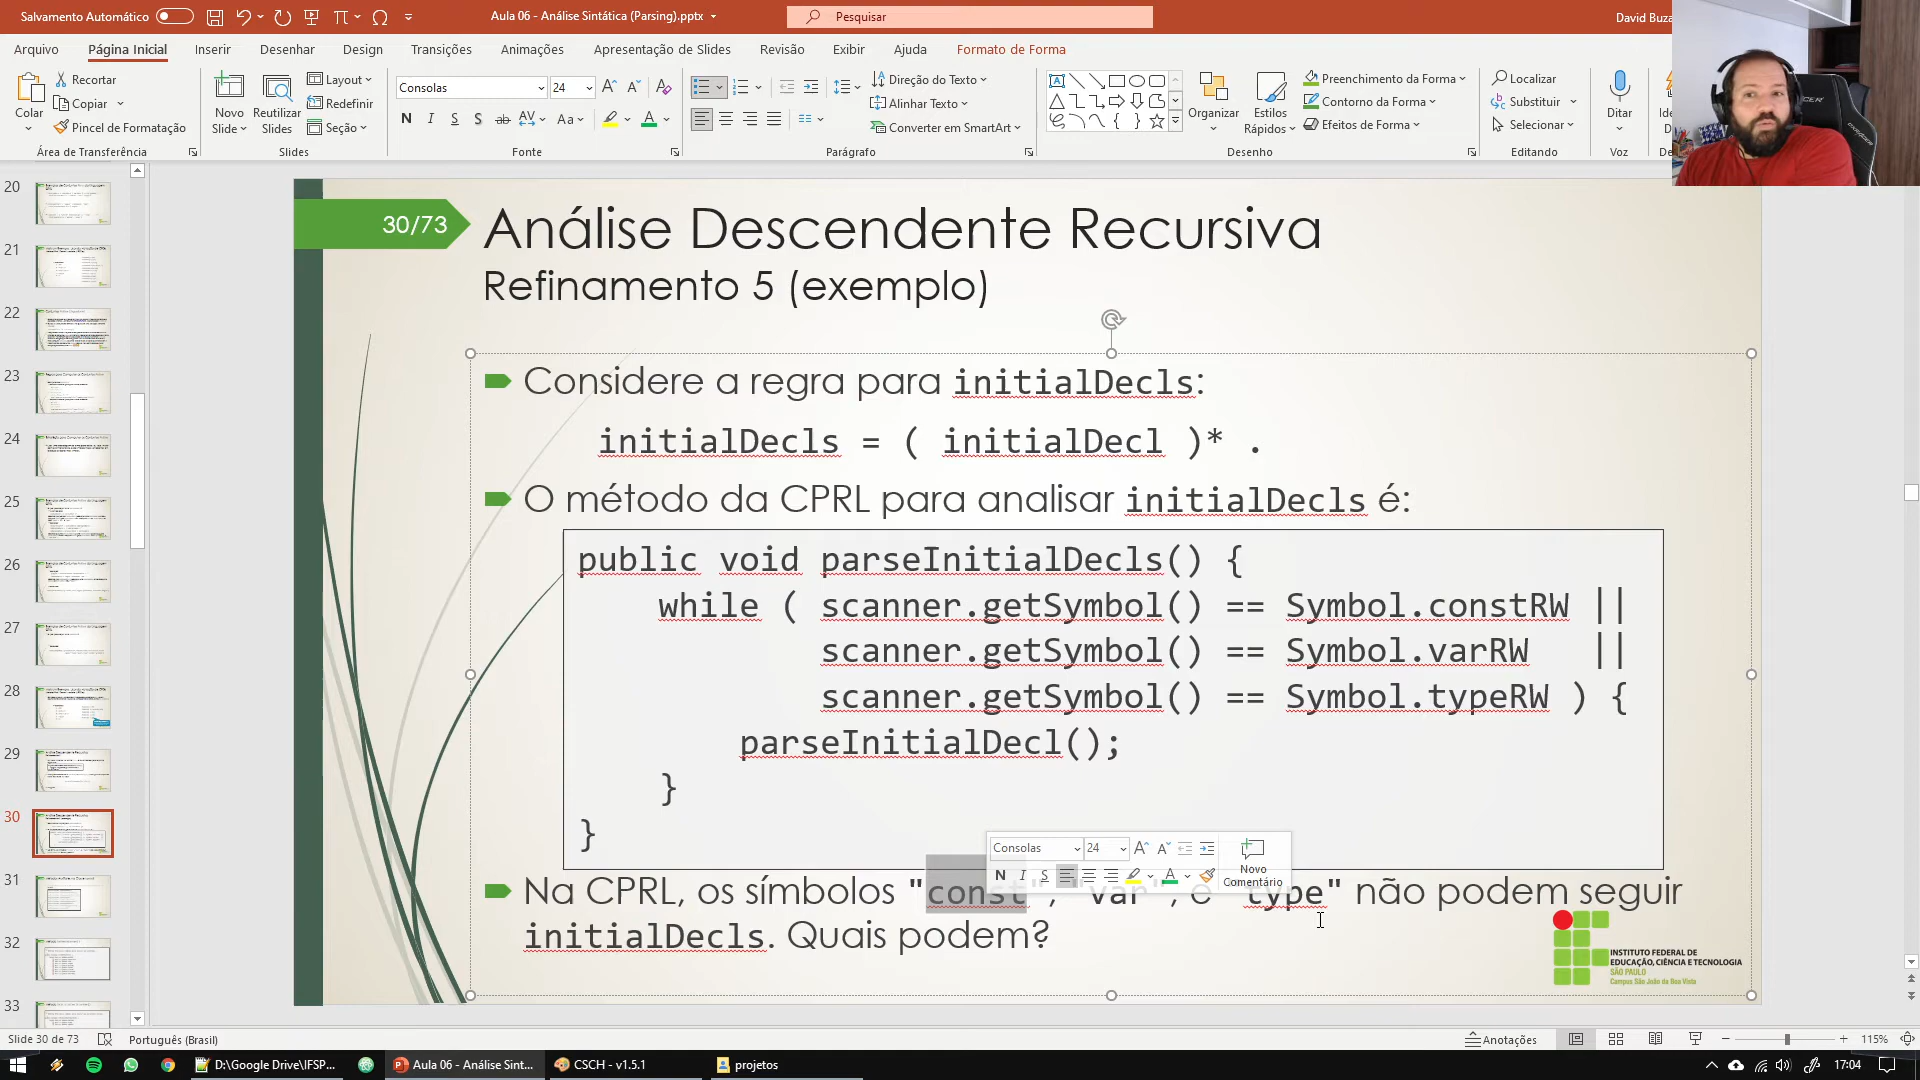 Salvamento Automático
Aula 06 - Análise Sintática (Parsing).pptx
Pesquisar
David Buza
Arquivo Página Inicial Inserir Desenhar Design Transições Animações Apresentação de Slides Revisão Exibir Ajuda Formato de Forma
Colar
Recortar
Copiar
Pincel de Formatação
Área de Transferência
Novo Slide
Reutilizar Slides
Layout
Redefinir
Seção
Slides
Consolas 24
N I S S ab AV Aa A
Fonte
Direção do Texto
Alinhar Texto
Converter em SmartArt
Parágrafo
Organizar
Estilos Rápidos
Preenchimento da Forma
Contorno da Forma
Efeitos de Forma
Desenho
Localizar
Substituir
Selecionar
Editando
Ditar
Voz
20
21
22
23
24
25
26
27
28
29
30
31
32
33
30/73
Análise Descendente Recursiva
Refinamento 5 (exemplo)
Considere a regra para initialDecls:
initialDecls = ( initialDecl )* .
O método da CPRL para analisar initialDecls é:
public void parseInitialDecls() {
while ( scanner.getSymbol() == Symbol.constRW ||
scanner.getSymbol() == Symbol.varRW ||
scanner.getSymbol() == Symbol.typeRW ) {
parseInitialDecl();
}
}
Consolas 24
N I S A
Novo Comentário
Na CPRL, os símbolos "const", "var", e "type" não podem seguir
initialDecls. Quais podem?
INSTITUTO FEDERAL DE
EDUCAÇÃO, CIÊNCIA E TECNOLOGIA
SÃO PAULO
Campus São João da Boa Vista
Slide 30 de 73
Português (Brasil)
Anotações
115%
D:\Google Drive\IFSP...
Aula 06 - Análise Sint...
CSCH - v1.5.1
projetos
17:04